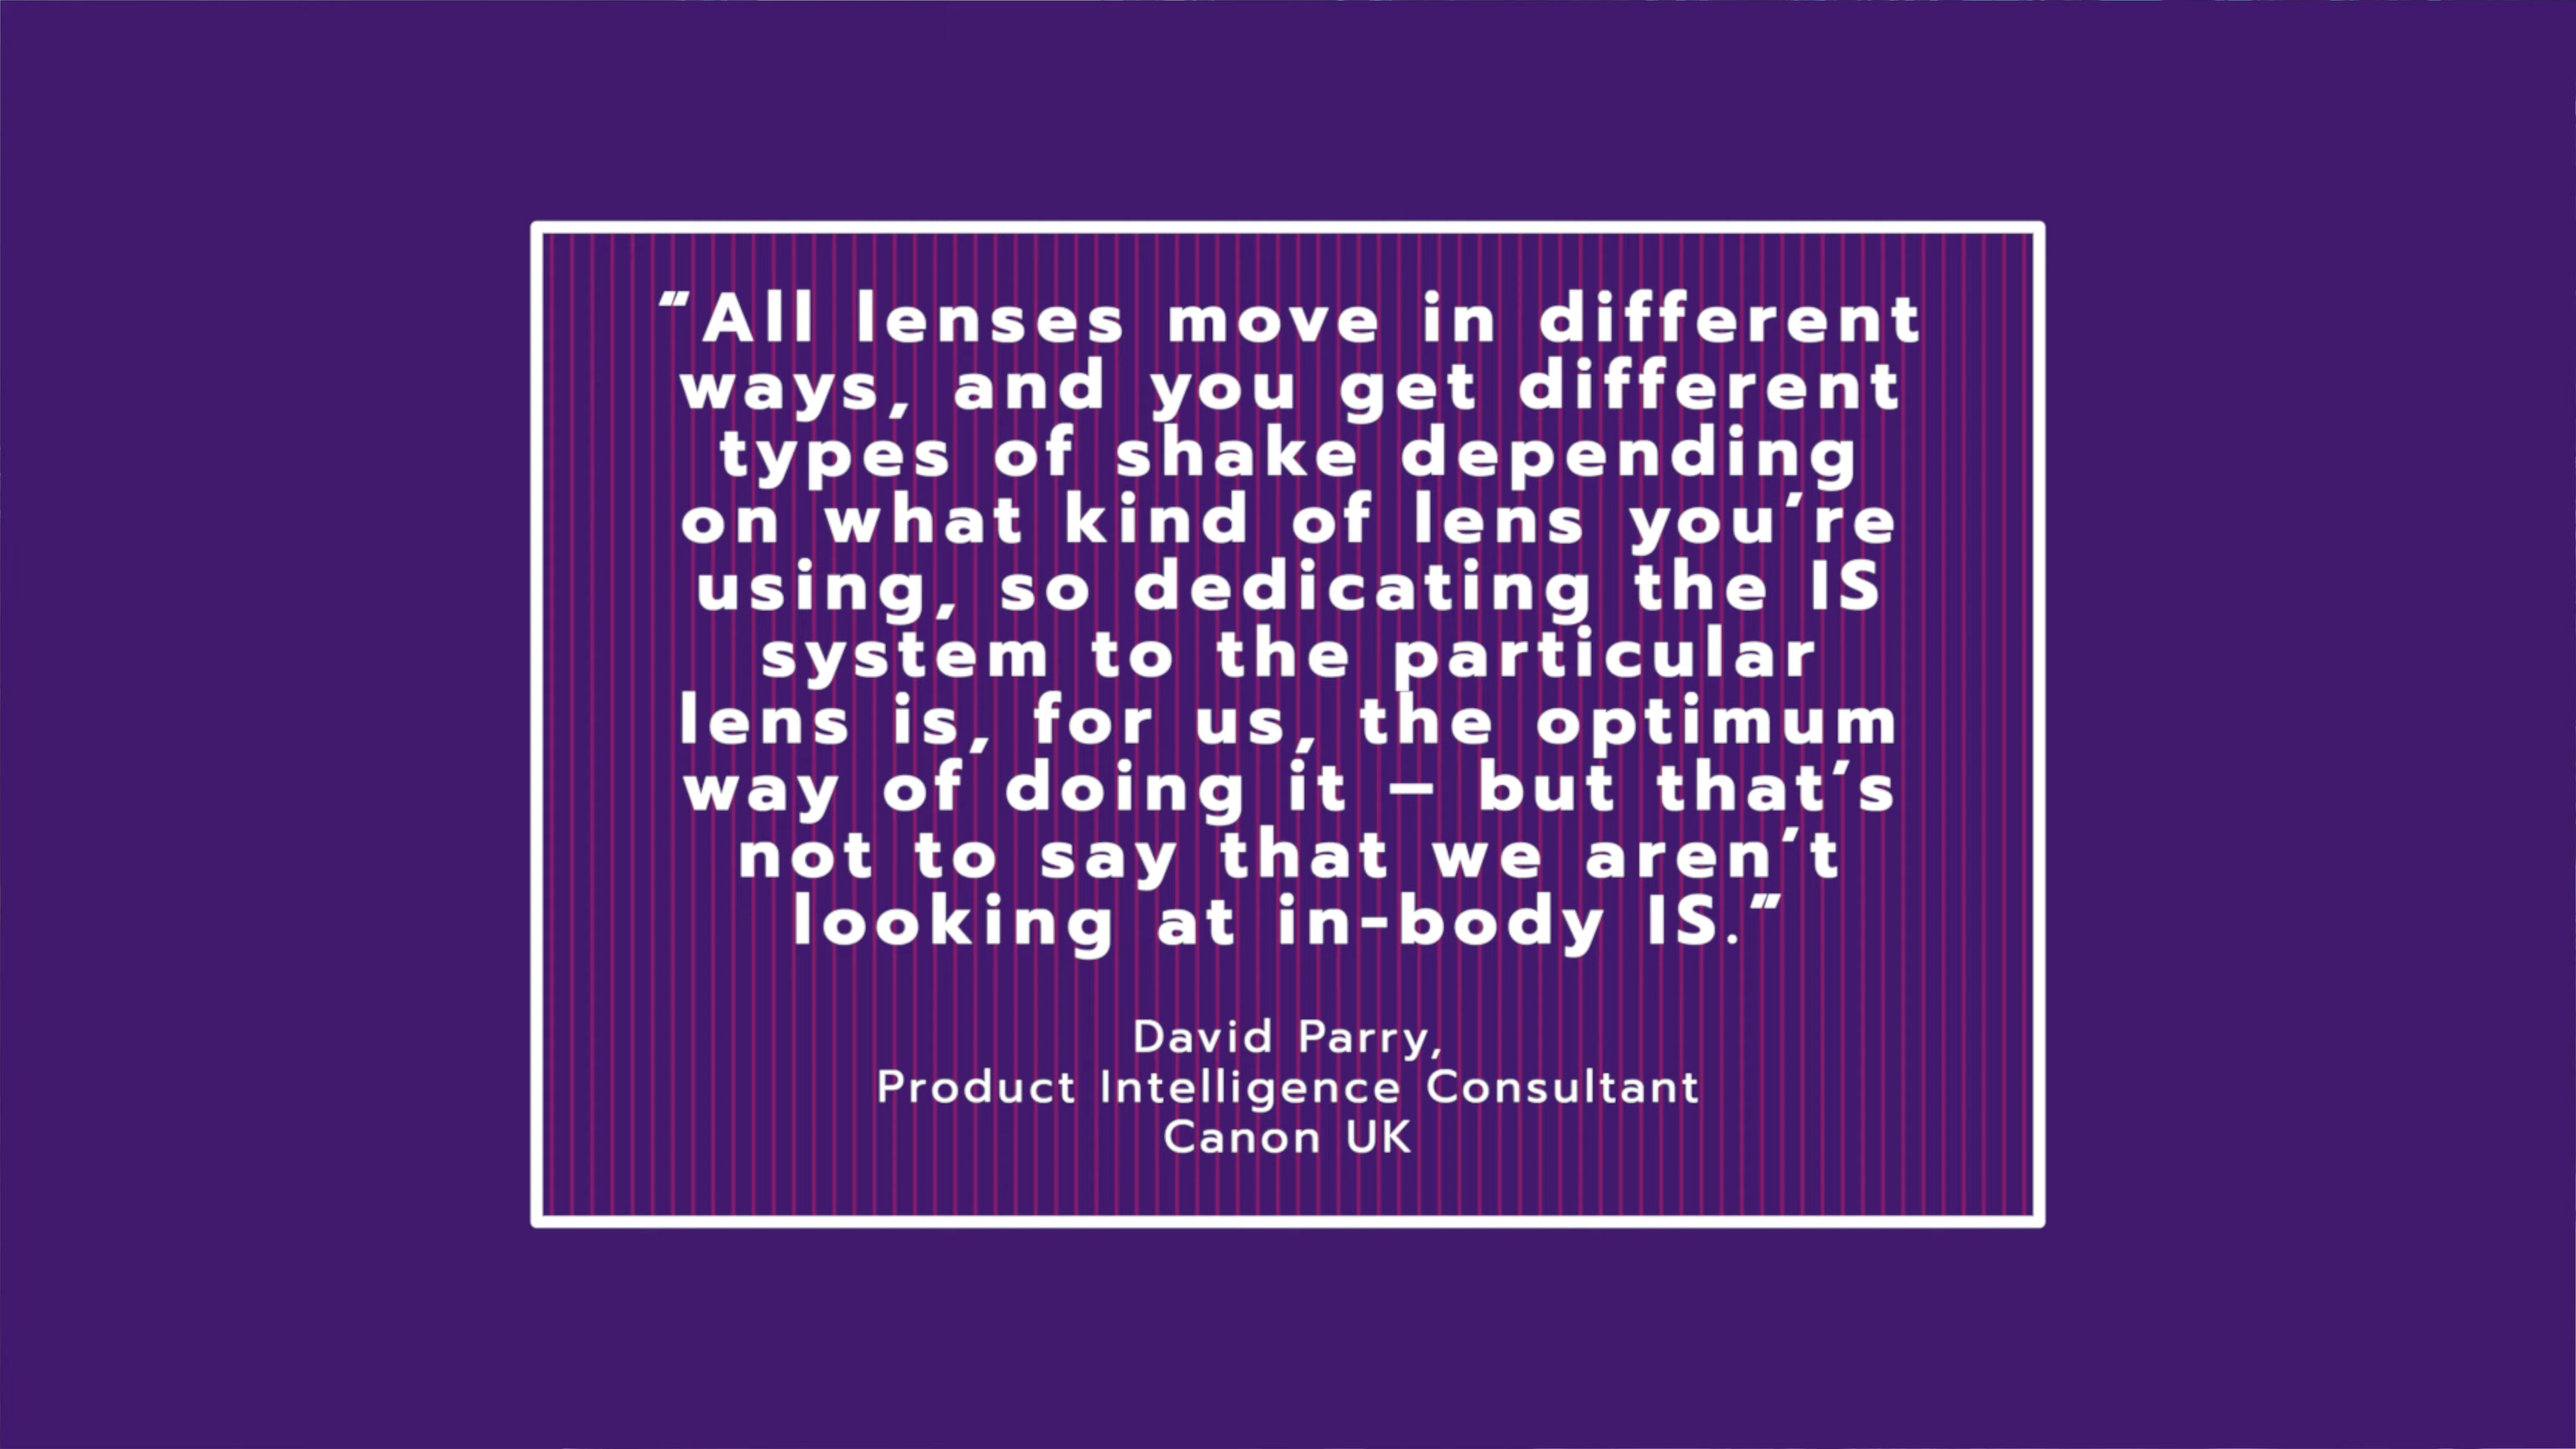 "All lenses move in different
ways, and you get different
types of shake depending
on what kind of lens you're
using, so dedicating the IS
system to the particular
lens is, for us, the optimum
way of doing it – but that's
not to say that we aren't
looking at in-body IS."
David Parry,
Product Intelligence Consultant
Canon UK